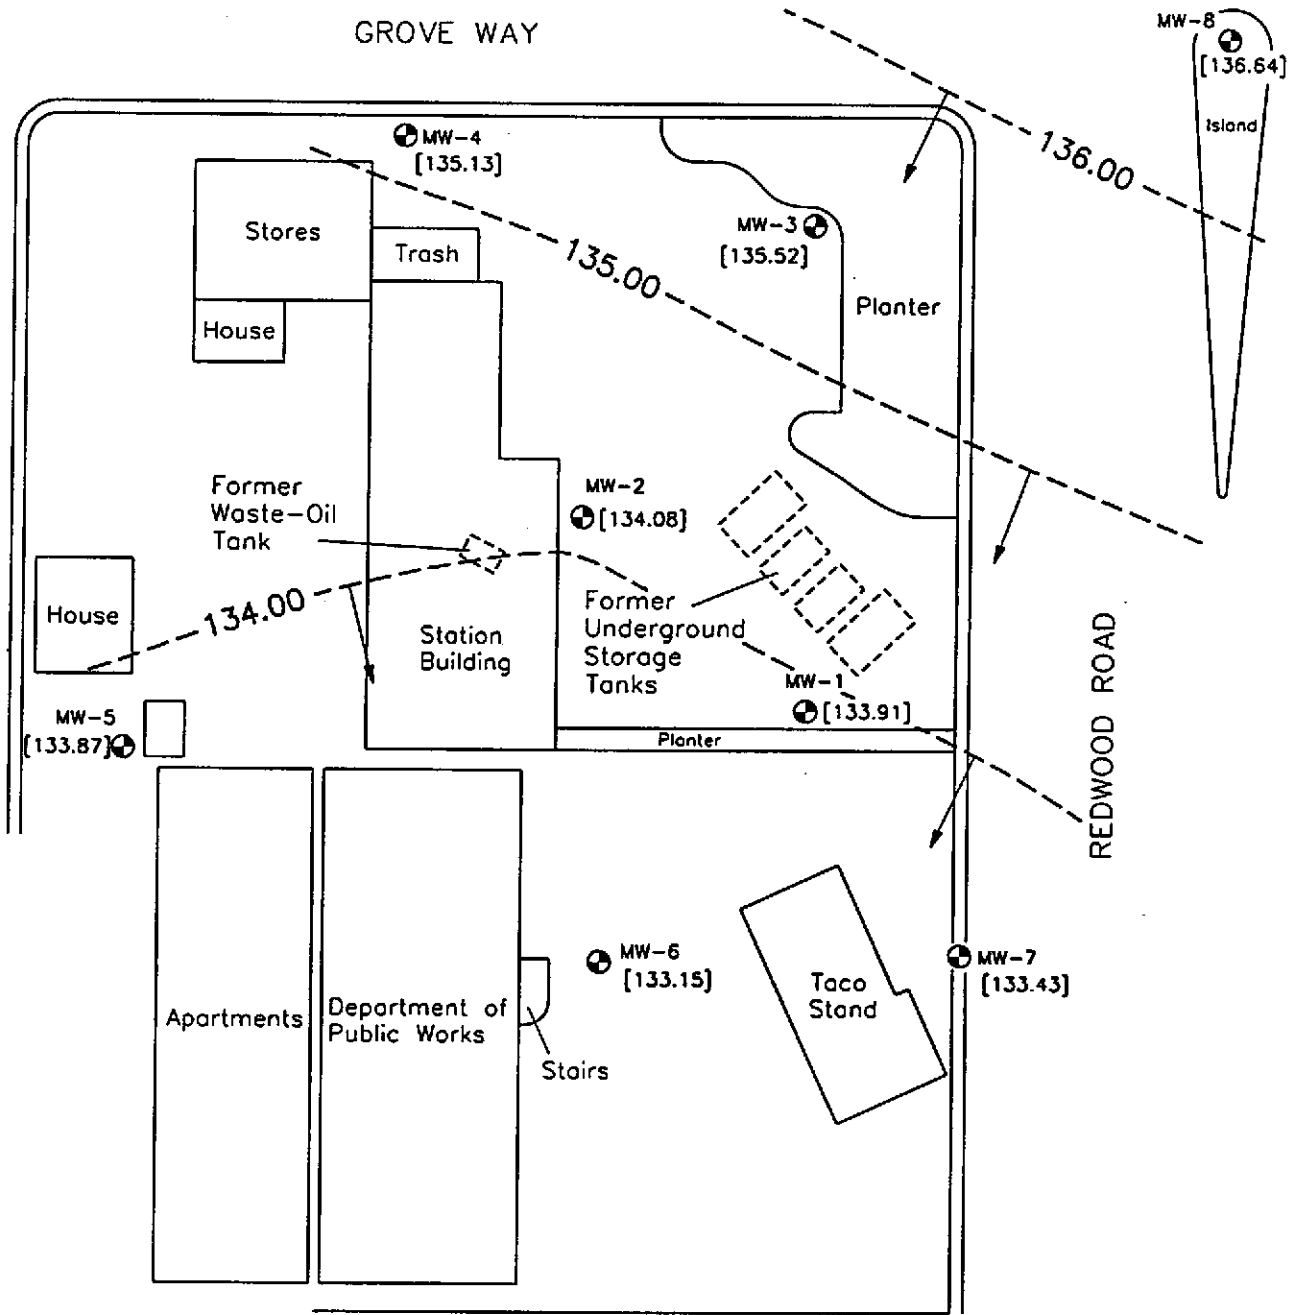 GROVE WAY
MW-8
[136.64]
Island
136.00
MW-4
[135.13]
Stores
Trash
House
MW-3
[135.52]
135.00
Planter
Former
Waste-Oil
Tank
MW-2
[134.08]
House
134.00
Station
Building
Former
Underground
Storage
Tanks
MW-1
[133.91]
Planter
MW-5
[133.87]
REDWOOD ROAD
MW-6
[133.15]
MW-7
[133.43]
Taco
Stand
Apartments
Department of
Public Works
Stairs